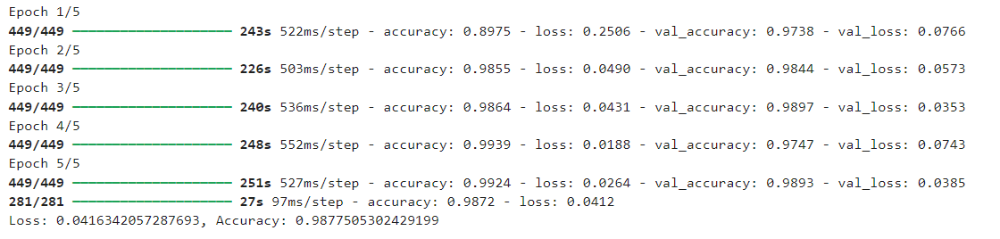 Epoch 1/5
449/449 ━━━━━━━━━━━━━━━━━━━━ 243s 522ms/step - accuracy: 0.8975 - loss: 0.2506 - val_accuracy: 0.9738 - val_loss: 0.0766
Epoch 2/5
449/449 ━━━━━━━━━━━━━━━━━━━━ 226s 503ms/step - accuracy: 0.9855 - loss: 0.0490 - val_accuracy: 0.9844 - val_loss: 0.0573
Epoch 3/5
449/449 ━━━━━━━━━━━━━━━━━━━━ 240s 536ms/step - accuracy: 0.9864 - loss: 0.0431 - val_accuracy: 0.9897 - val_loss: 0.0353
Epoch 4/5
449/449 ━━━━━━━━━━━━━━━━━━━━ 248s 552ms/step - accuracy: 0.9939 - loss: 0.0188 - val_accuracy: 0.9747 - val_loss: 0.0743
Epoch 5/5
449/449 ━━━━━━━━━━━━━━━━━━━━ 251s 527ms/step - accuracy: 0.9924 - loss: 0.0264 - val_accuracy: 0.9893 - val_loss: 0.0385
281/281 ━━━━━━━━━━━━━━━━━━━━ 27s 97ms/step - accuracy: 0.9872 - loss: 0.0412
Loss: 0.0416342057287693, Accuracy: 0.9877505302429199